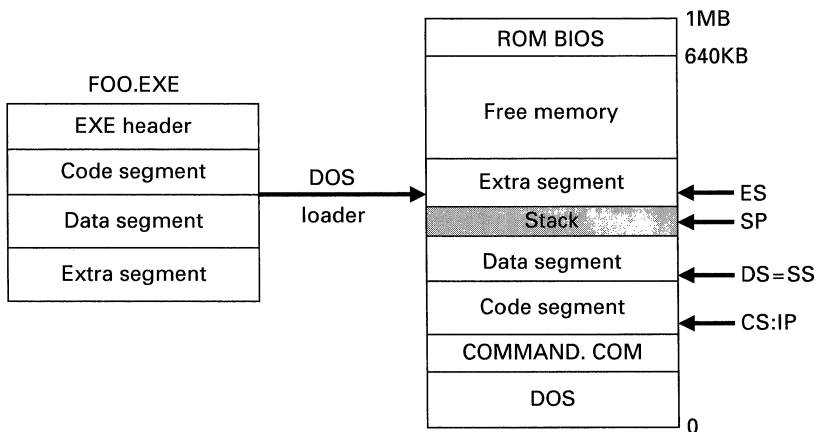 FOO.EXE
EXE header
Code segment
Data segment
Extra segment
DOS
loader
1MB
ROM BIOS
640KB
Free memory
Extra segment
ES
Stack
SP
Data segment
DS=SS
Code segment
CS:IP
COMMAND. COM
DOS
0